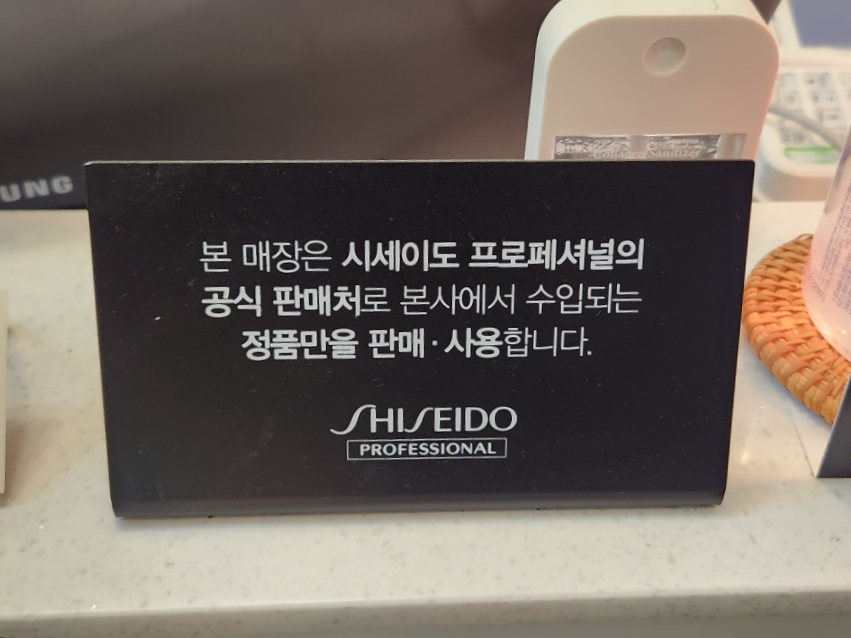 UNG
본 매장은 시세이도 프로페셔널의
공식 판매처로 본사에서 수입되는
정품만을 판매·사용합니다.
SHISEIDO
PROFESSIONAL
Collagen Sanitizer